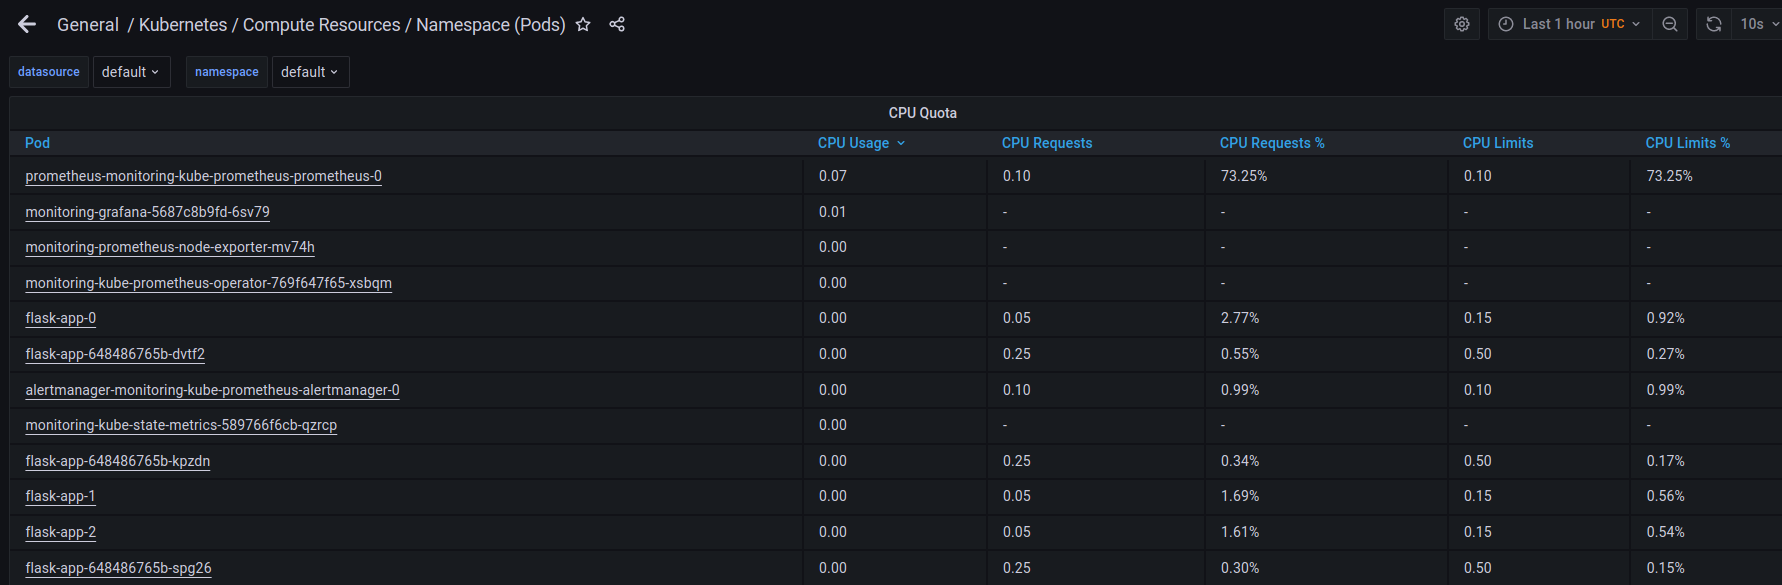 General / Kubernetes / Compute Resources / Namespace (Pods) Last 1 hour UTC 10s
datasource default namespace default
CPU Quota
Pod CPU Usage CPU Requests CPU Requests % CPU Limits CPU Limits %
prometheus-monitoring-kube-prometheus-prometheus-0 0.07 0.10 73.25% 0.10 73.25%
monitoring-grafana-5687c8b9fd-6sv79 0.01 - - - -
monitoring-prometheus-node-exporter-mv74h 0.00 - - - -
monitoring-kube-prometheus-operator-769f647f65-xsbqm 0.00 - - - -
flask-app-0 0.00 0.05 2.77% 0.15 0.92%
flask-app-648486765b-dvtf2 0.00 0.25 0.55% 0.50 0.27%
alertmanager-monitoring-kube-prometheus-alertmanager-0 0.00 0.10 0.99% 0.10 0.99%
monitoring-kube-state-metrics-589766f6cb-qzrcp 0.00 - - - -
flask-app-648486765b-kpzdn 0.00 0.25 0.34% 0.50 0.17%
flask-app-1 0.00 0.05 1.69% 0.15 0.56%
flask-app-2 0.00 0.05 1.61% 0.15 0.54%
flask-app-648486765b-spg26 0.00 0.25 0.30% 0.50 0.15%